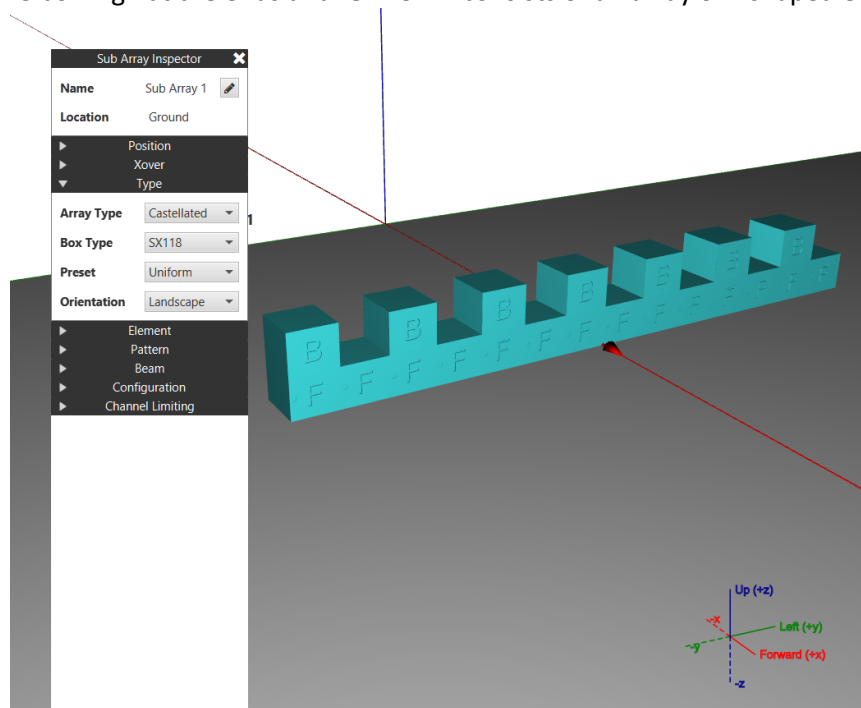 Sub Array Inspector
Name Sub Array 1
Location Ground
Position
Xover
Type
Array Type Castellated
Box Type SX118
Preset Uniform
Orientation Landscape
Element
Pattern
Beam
Configuration
Channel Limiting
1
B B B B B B B
F F F F F F F F F F F F F
Up (+z)
-x
Left (+y)
-y
Forward (+x)
-z